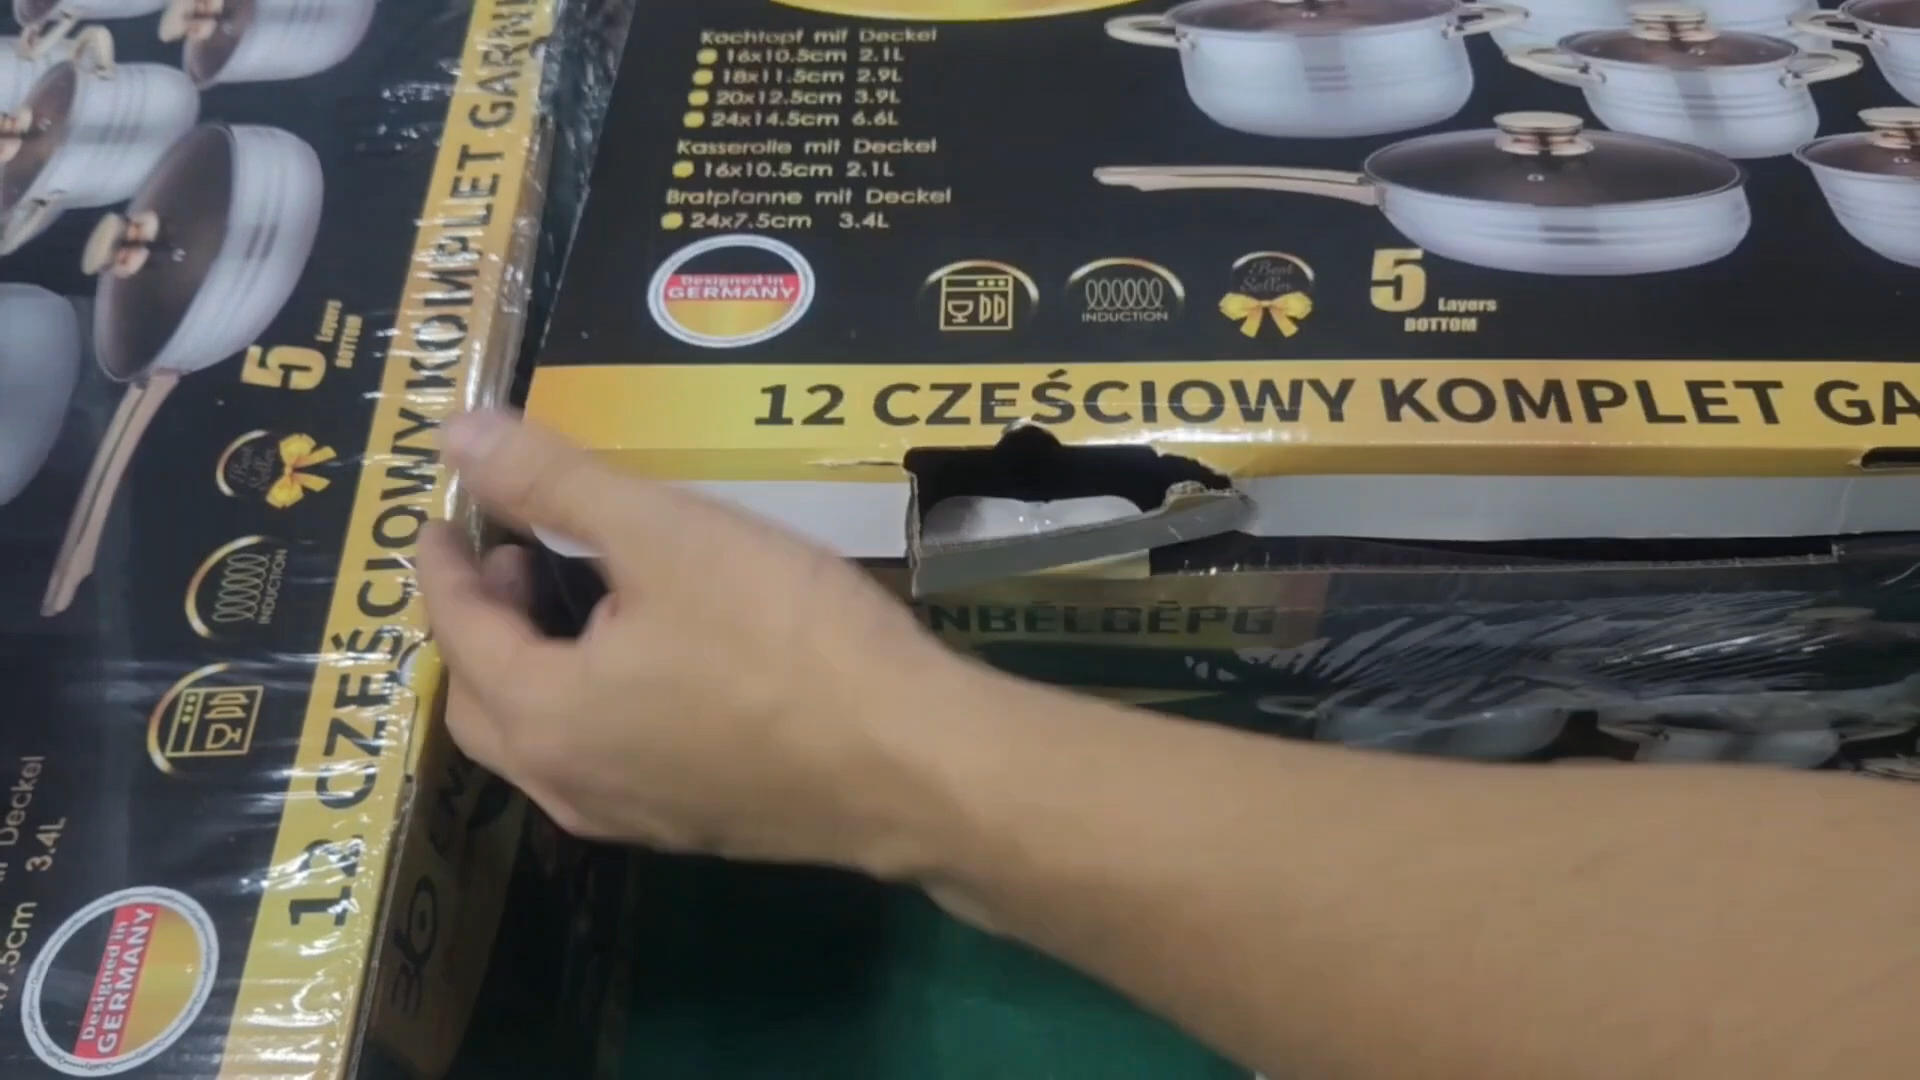 Kochtopf mit Deckel
16x10.5cm 2.1L
18x11.5cm 2.9L
20x12.5cm 3.9L
24x14.5cm 6.6L
Kasserolle mit Deckel
16x10.5cm 2.1L
Bratpfanne mit Deckel
24x7.5cm 3.4L
Designed in
GERMANY
INDUCTION
Best
Seller
5 Layers
BOTTOM
12 CZEŚCIOWY KOMPLET GA
12 CZEŚCIOWY KOMPLET GARN
5 Layers
BOTTOM
Best
Seller
INDUCTION
Deckel
3.4L
Designed in
GERMANY
36